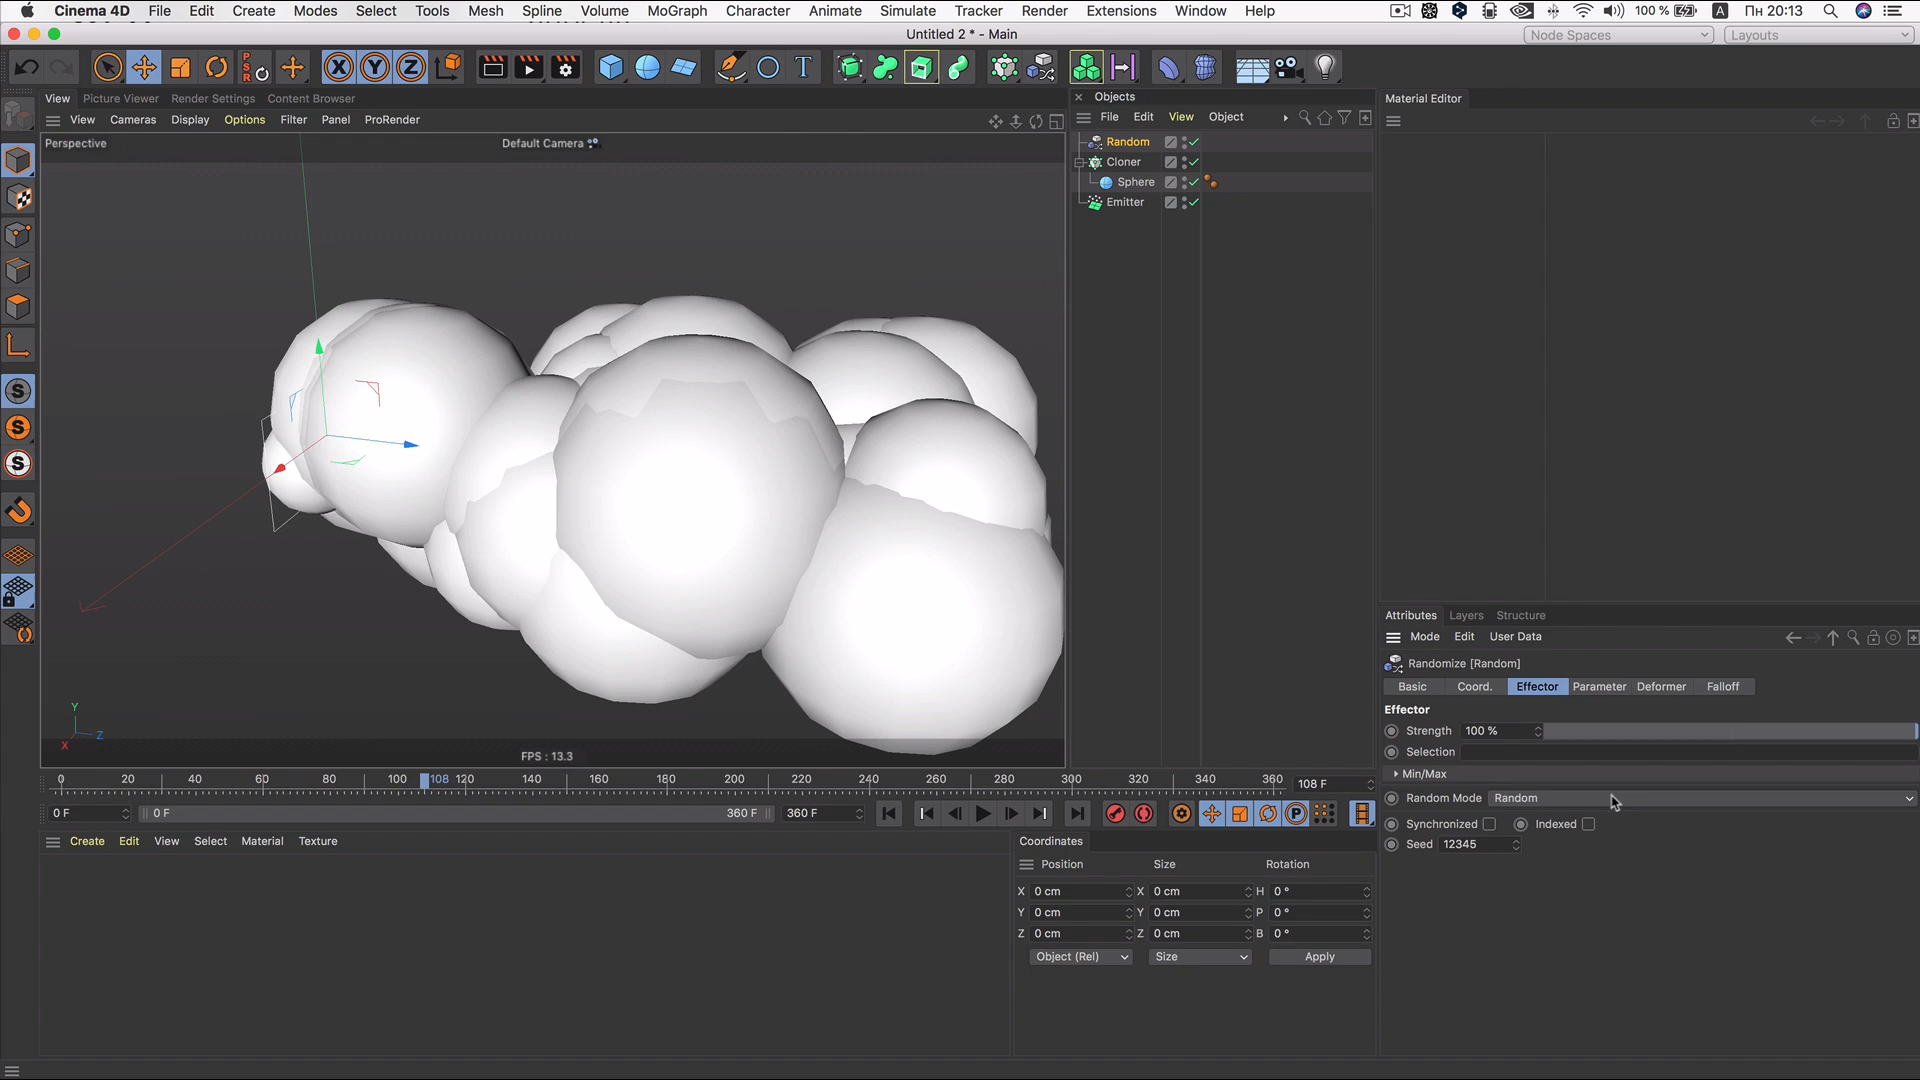 Cinema 4D File Edit Create Modes Select Tools Mesh Spline Volume MoGraph Character Animate Simulate Tracker Render Extensions Window Help 100 % A Пн 20:13
Untitled 2 * - Main
Node Spaces Layouts
PSR X Y Z T
View Picture Viewer Render Settings Content Browser
View Cameras Display Options Filter Panel ProRender
Perspective
Default Camera
Y
Z
X
FPS : 13.3
Objects
File Edit View Object
Random
Cloner
Sphere
Emitter
Material Editor
S
S
S
0 20 40 60 80 100 108 120 140 160 180 200 220 240 260 280 300 320 340 360 108 F
0 F 0 F 360 F 360 F P
Create Edit View Select Material Texture
Coordinates
Position Size Rotation
X 0 cm X 0 cm H 0 °
Y 0 cm Y 0 cm P 0 °
Z 0 cm Z 0 cm B 0 °
Object (Rel) Size Apply
Attributes Layers Structure
Mode Edit User Data
Randomize [Random]
Basic Coord. Effector Parameter Deformer Falloff
Effector
Strength 100 %
Selection
Min/Max
Random Mode Random
Synchronized Indexed
Seed 12345